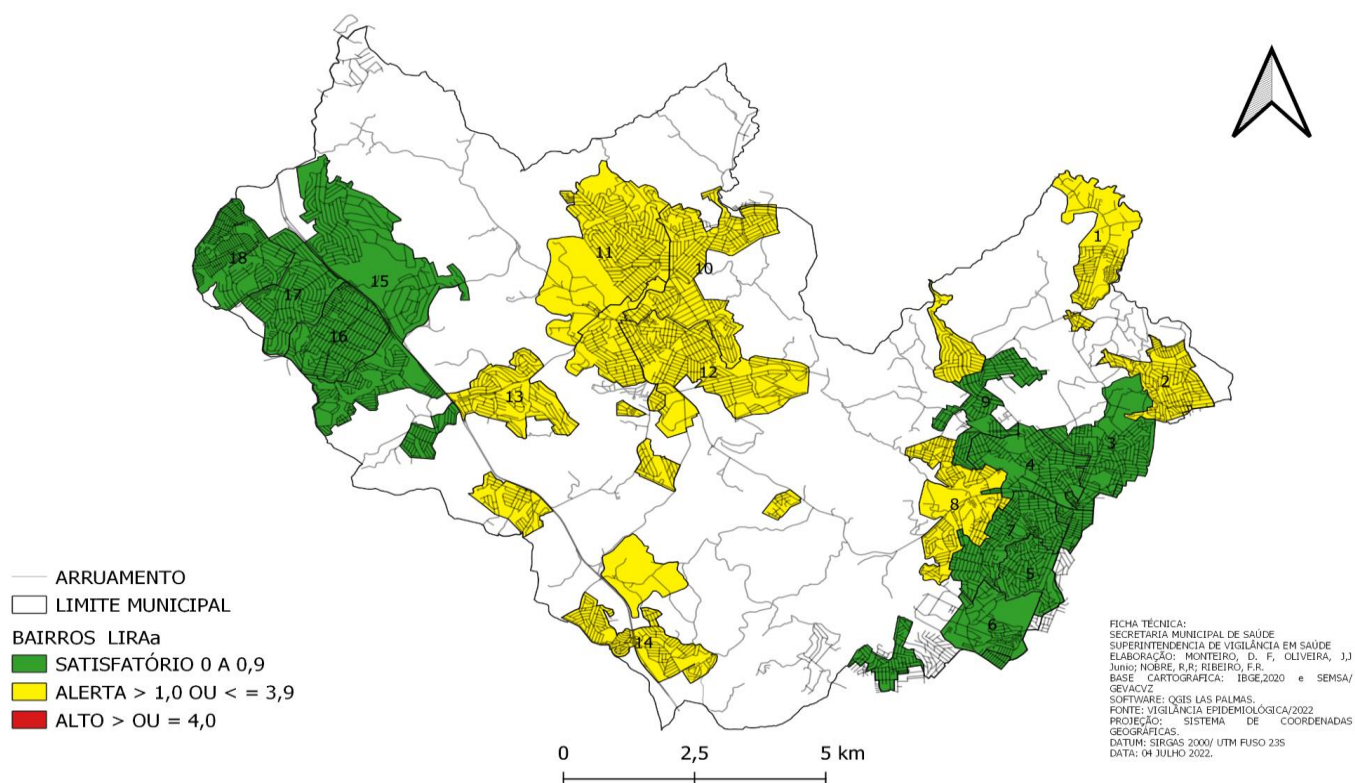 1
11
10
18
15
17
16
2
12
13
9
3
4
8
7
5
6
14
ARRUAMENTO
LIMITE MUNICIPAL
BAIRROS LIRAa
SATISFATÓRIO 0 A 0,9
ALERTA > 1,0 OU < = 3,9
ALTO > OU = 4,0
0 2,5 5 km
FICHA TÉCNICA:
SECRETARIA MUNICIPAL DE SAÚDE
SUPERINTENDENCIA DE VIGILÂNCIA EM SAÚDE
ELABORAÇÃO: MONTEIRO, D. F, OLIVEIRA, J,J
Junio; NOBRE, R,R; RIBEIRO, F.R.
BASE CARTOGRAFICA: IBGE,2020 e SEMSA/
GEVACVZ
SOFTWARE: QGIS LAS PALMAS.
FONTE: VIGILÂNCIA EPIDEMIOLÓGICA/2022
PROJEÇÃO: SISTEMA DE COORDENADAS
GEOGRÁFICAS.
DATUM: SIRGAS 2000/ UTM FUSO 23S
DATA: 04 JULHO 2022.